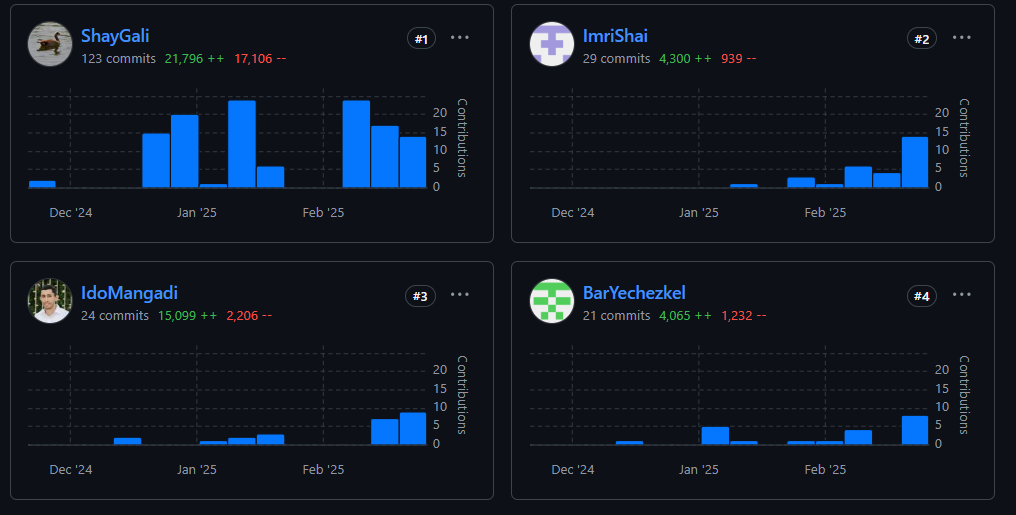 ShayGali
#1
123 commits 21,796 ++ 17,106 --
20
15
10
5
0
Contributions
Dec '24 Jan '25 Feb '25
ImriShai
#2
29 commits 4,300 ++ 939 --
20
15
10
5
0
Contributions
Dec '24 Jan '25 Feb '25
IdoMangadi
#3
24 commits 15,099 ++ 2,206 --
20
15
10
5
0
Contributions
Dec '24 Jan '25 Feb '25
BarYechezkel
#4
21 commits 4,065 ++ 1,232 --
20
15
10
5
0
Contributions
Dec '24 Jan '25 Feb '25